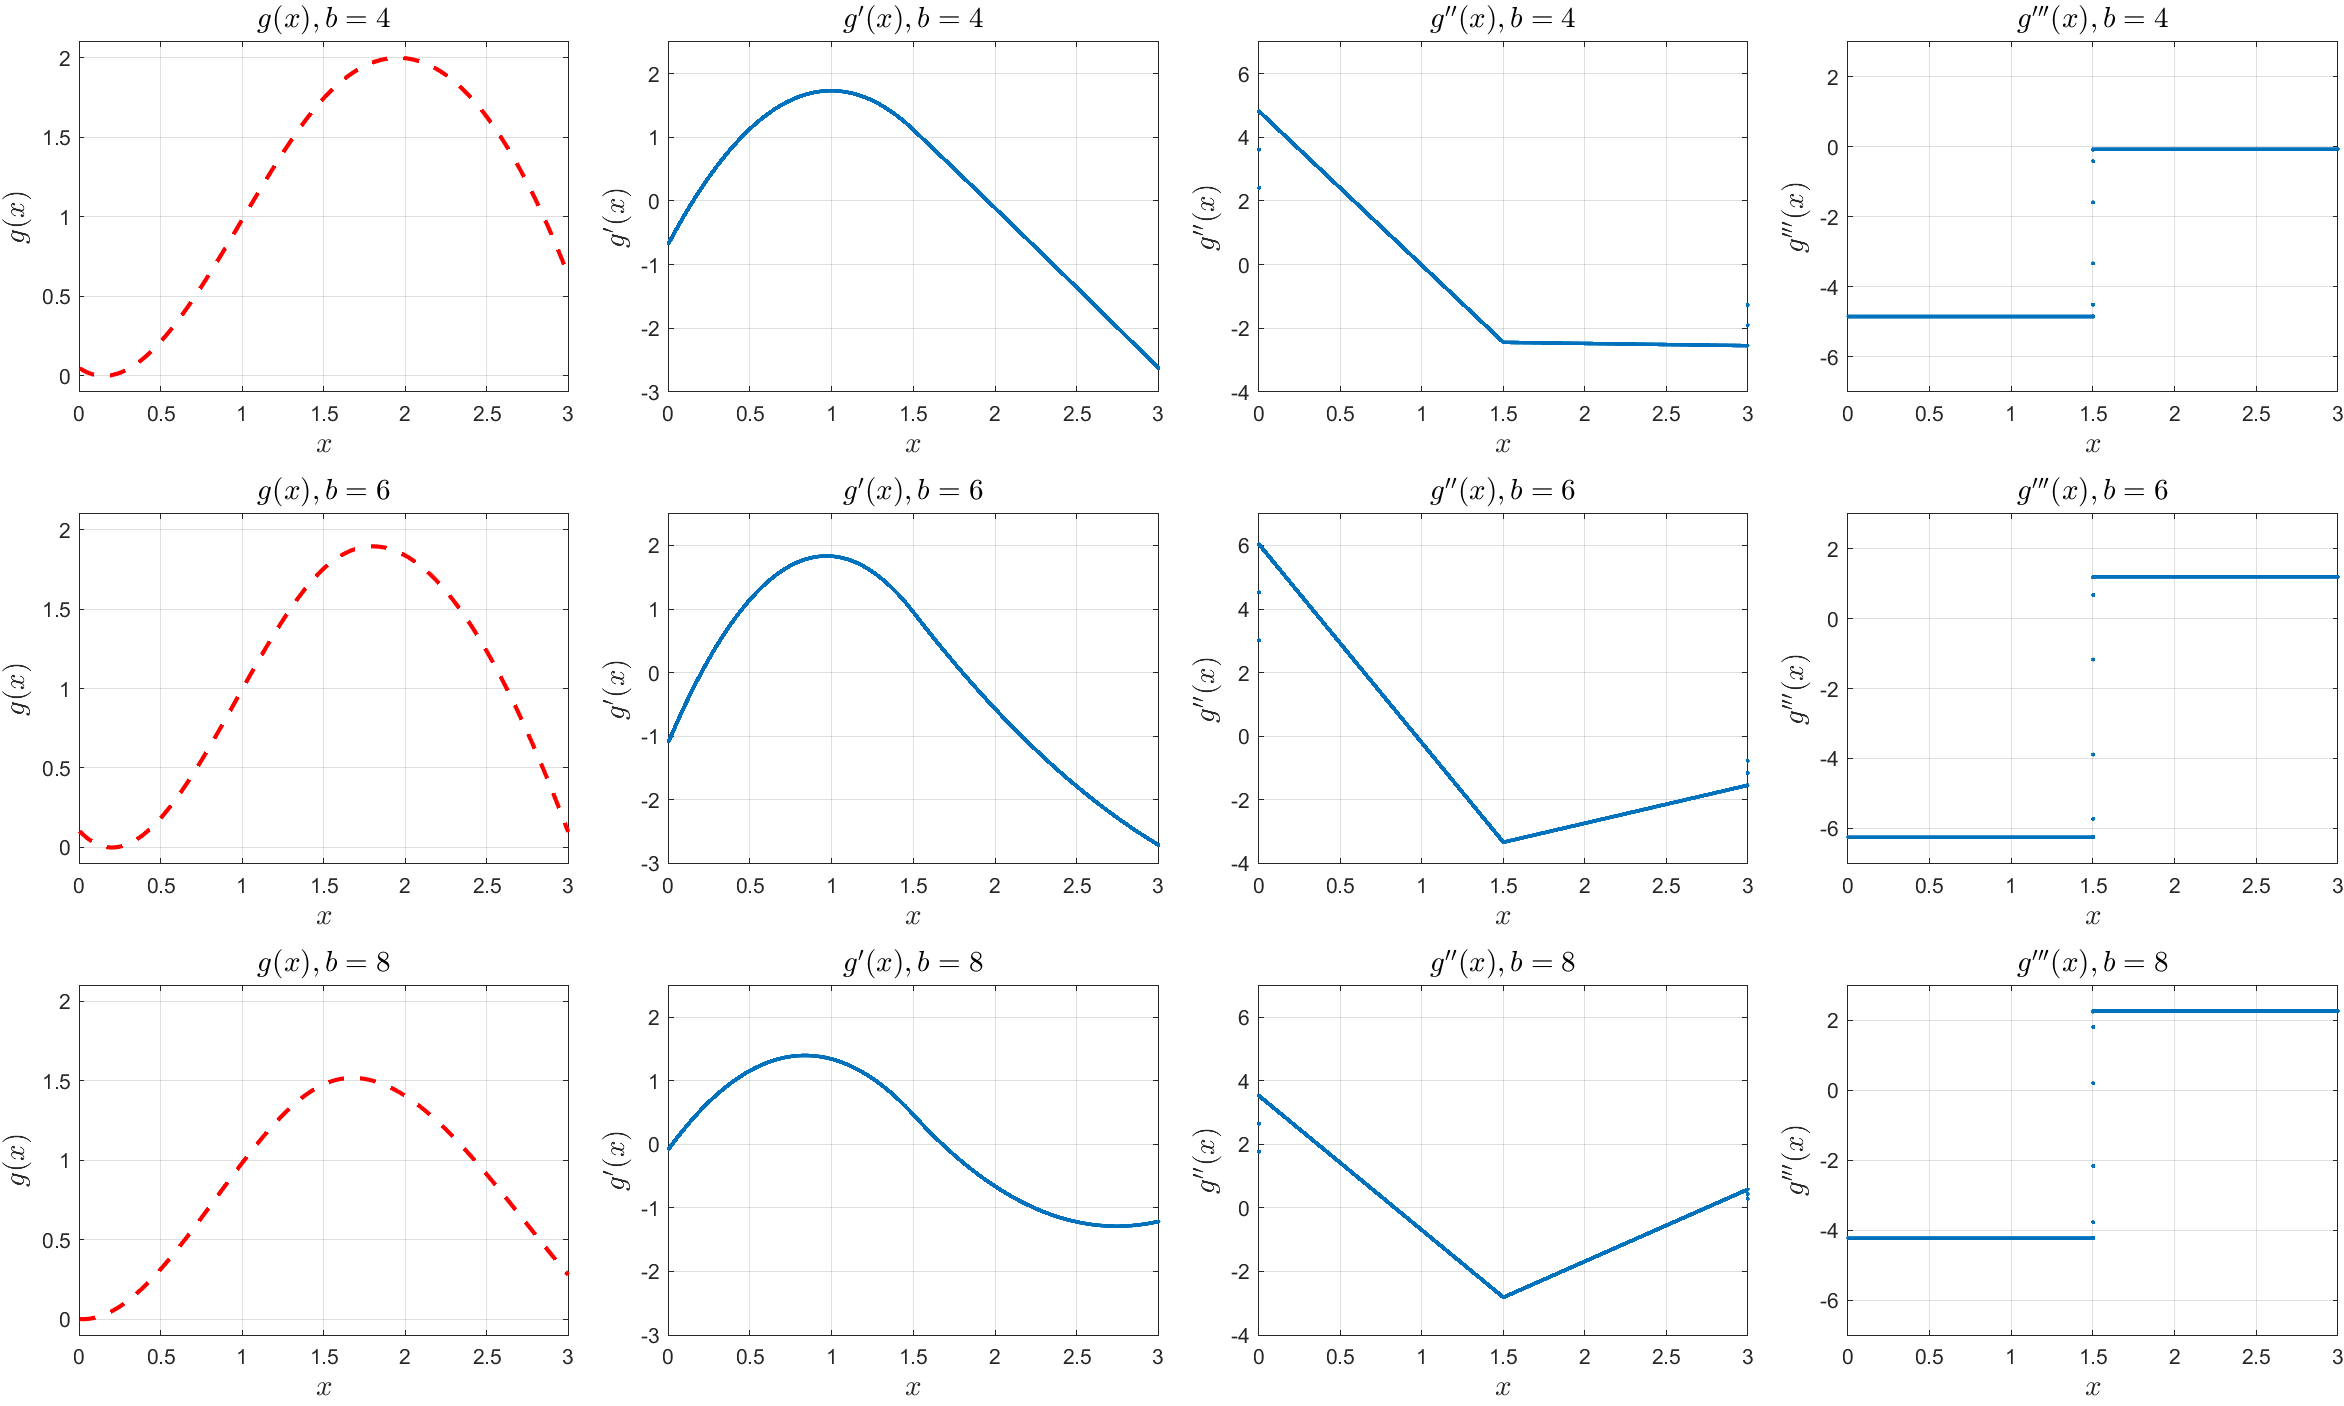 g(x), b = 4
g(x)
2
1.5
1
0.5
0
0 0.5 1 1.5 2 2.5 3
x
g′(x), b = 4
g′(x)
2
1
0
-1
-2
-3
0 0.5 1 1.5 2 2.5 3
x
g″(x), b = 4
g″(x)
6
4
2
0
-2
-4
0 0.5 1 1.5 2 2.5 3
x
g‴(x), b = 4
g‴(x)
2
0
-2
-4
-6
0 0.5 1 1.5 2 2.5 3
x
g(x), b = 6
g(x)
2
1.5
1
0.5
0
0 0.5 1 1.5 2 2.5 3
x
g′(x), b = 6
g′(x)
2
1
0
-1
-2
-3
0 0.5 1 1.5 2 2.5 3
x
g″(x), b = 6
g″(x)
6
4
2
0
-2
-4
0 0.5 1 1.5 2 2.5 3
x
g‴(x), b = 6
g‴(x)
2
0
-2
-4
-6
0 0.5 1 1.5 2 2.5 3
x
g(x), b = 8
g(x)
2
1.5
1
0.5
0
0 0.5 1 1.5 2 2.5 3
x
g′(x), b = 8
g′(x)
2
1
0
-1
-2
-3
0 0.5 1 1.5 2 2.5 3
x
g″(x), b = 8
g″(x)
6
4
2
0
-2
-4
0 0.5 1 1.5 2 2.5 3
x
g‴(x), b = 8
g‴(x)
2
0
-2
-4
-6
0 0.5 1 1.5 2 2.5 3
x